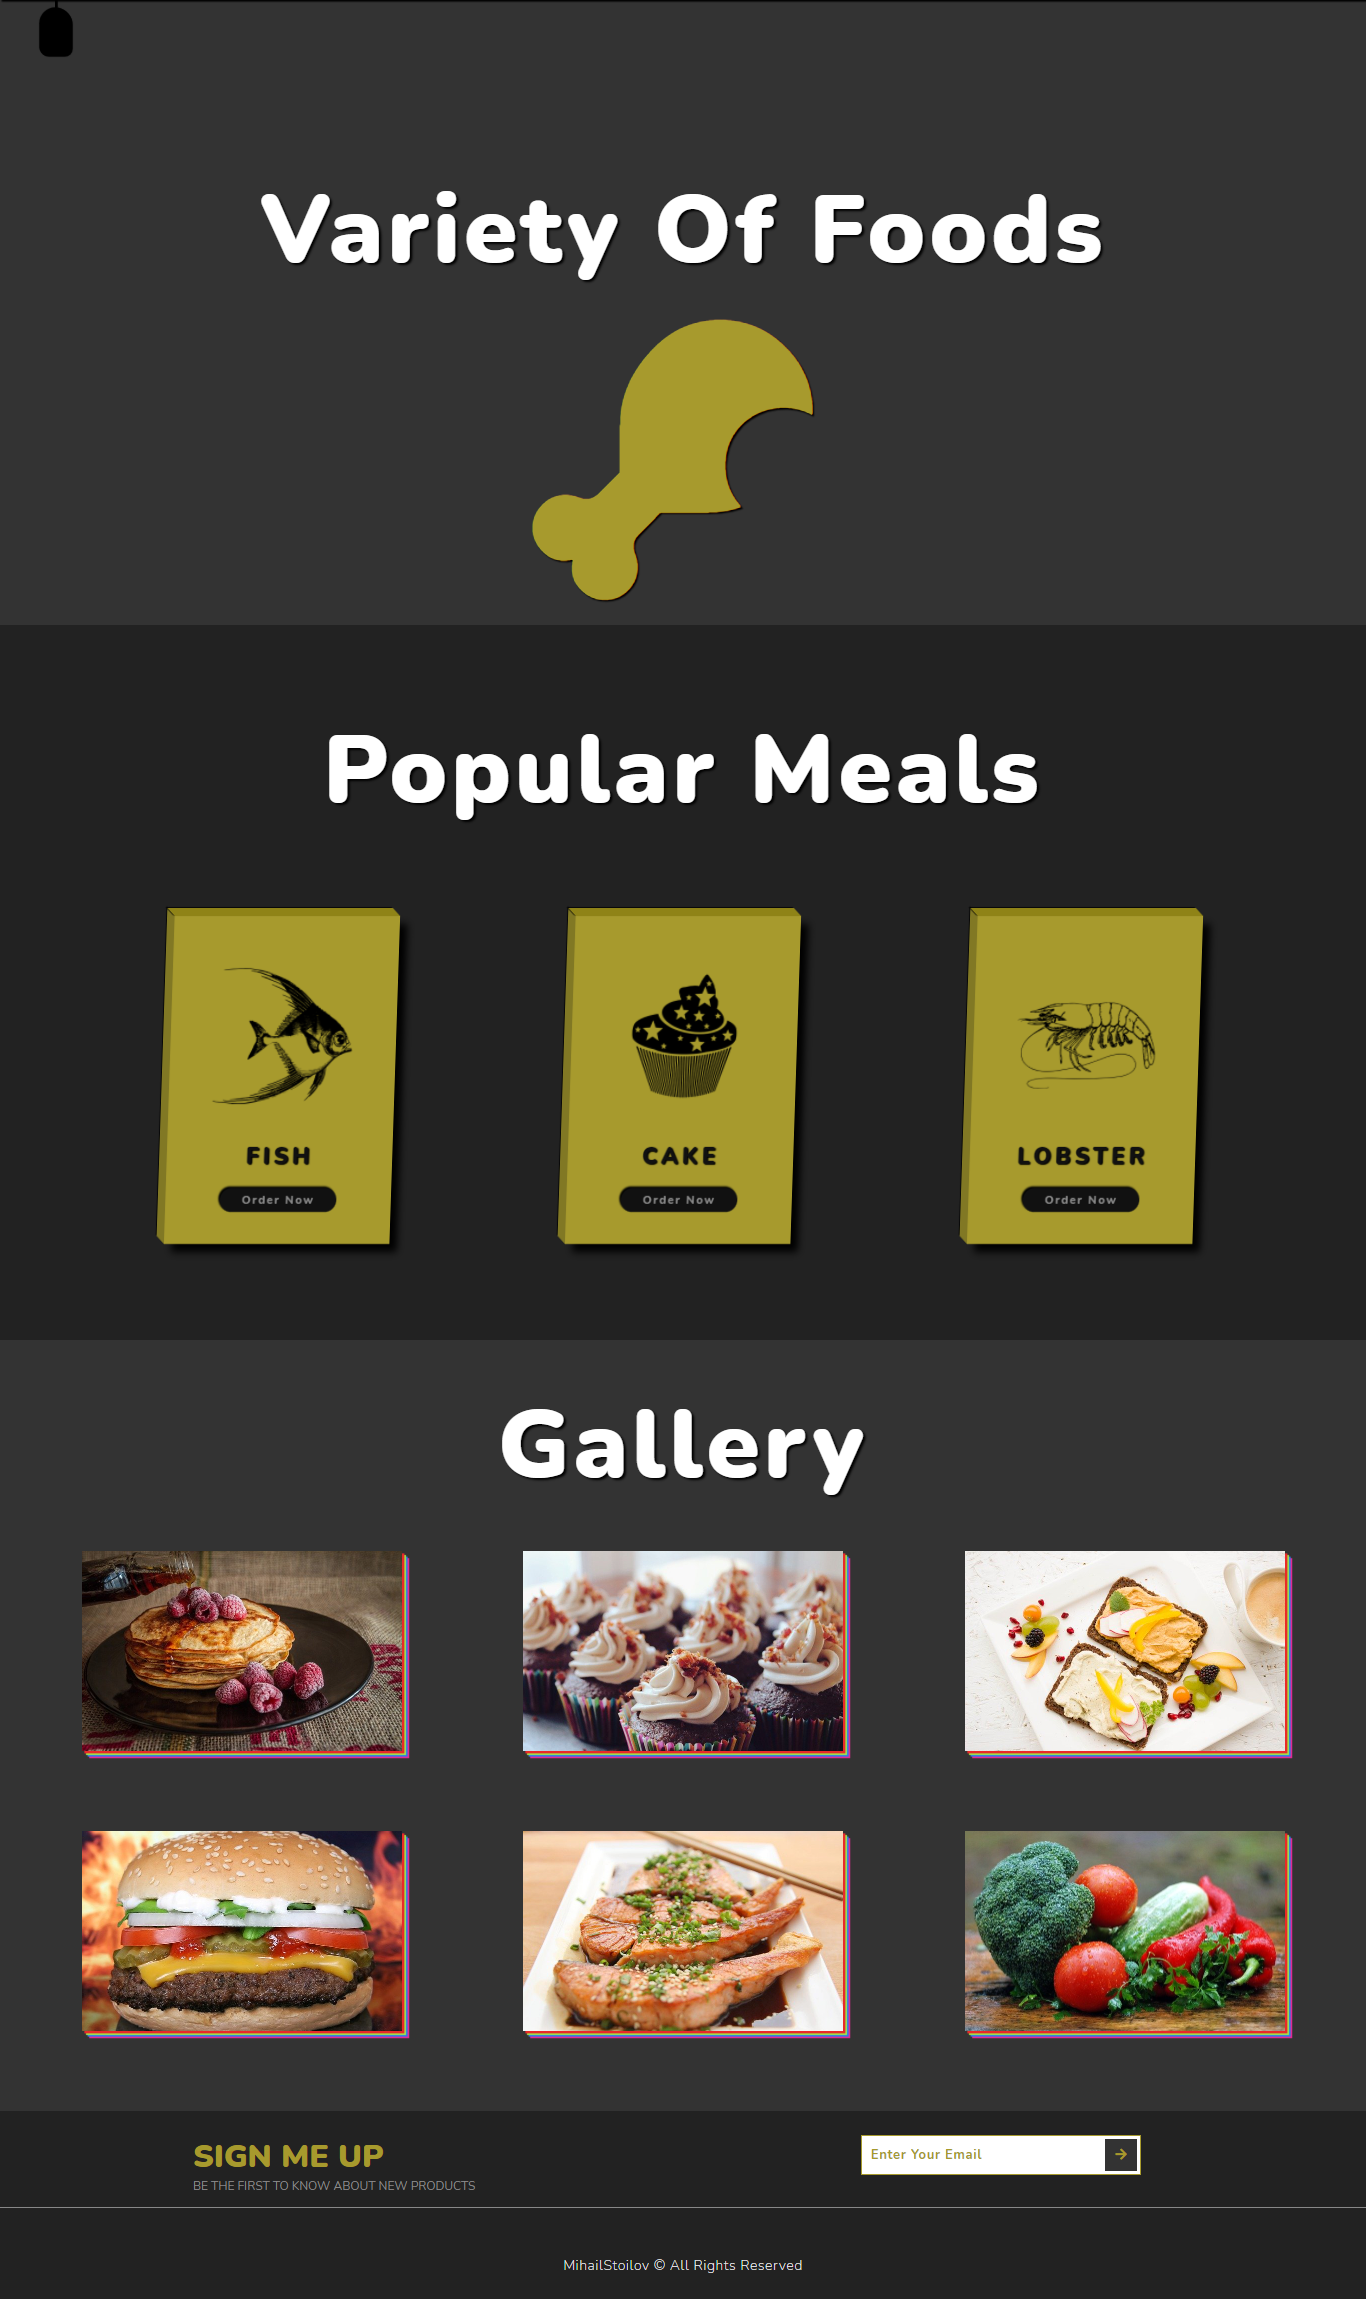 Variety Of Foods
Popular Meals
FISH
Order Now
CAKE
Order Now
LOBSTER
Order Now
Gallery
SIGN ME UP
BE THE FIRST TO KNOW ABOUT NEW PRODUCTS
Enter Your Email
MihailStoilov © All Rights Reserved